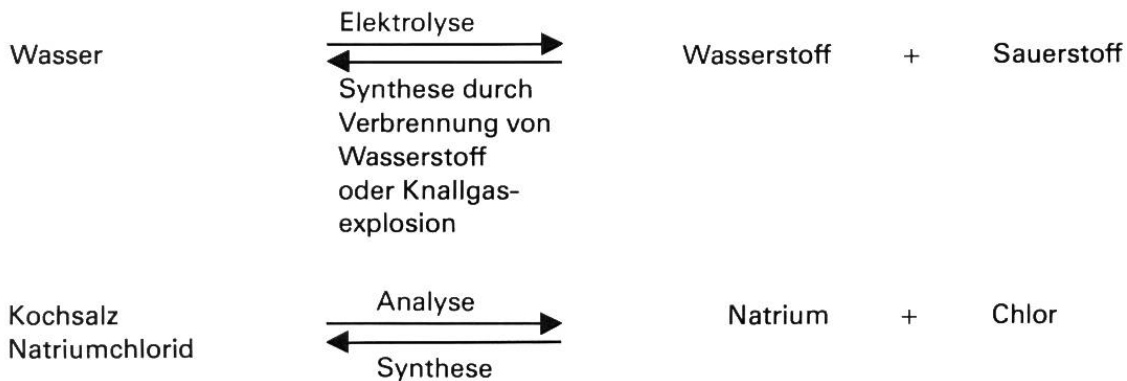 Elektrolyse
Wasser Wasserstoff + Sauerstoff
Synthese durch
Verbrennung von
Wasserstoff
oder Knallgas-
explosion
Analyse
Kochsalz Natrium + Chlor
Natriumchlorid
Synthese